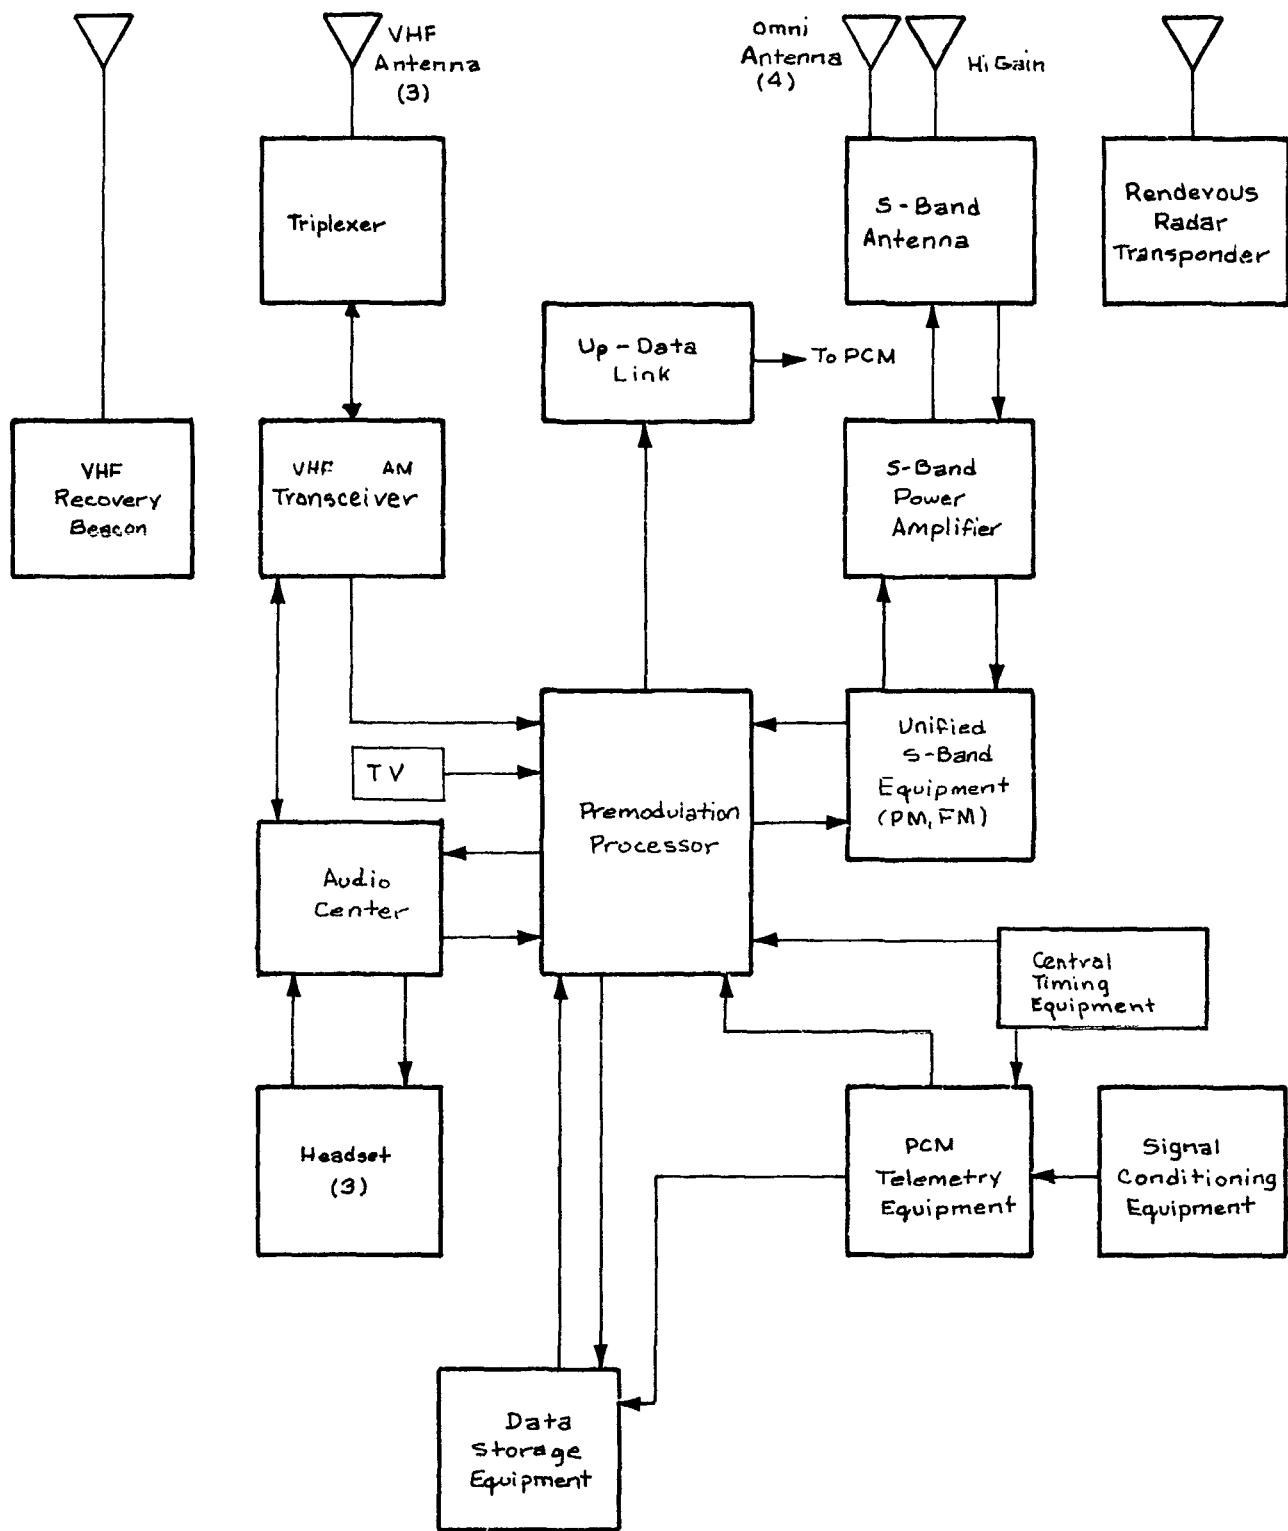 VHF
Antenna
(3)
Omni
Antenna
(4)
Hi Gain
Triplexer
S-Band
Antenna
Rendevous
Radar
Transponder
Up-Data
Link
To PCM
VHF
Recovery
Beacon
VHF AM
Transceiver
S-Band
Power
Amplifier
TV
Premodulation
Processor
Unified
S-Band
Equipment
(PM, FM)
Audio
Center
Central
Timing
Equipment
Headset
(3)
PCM
Telemetry
Equipment
Signal
Conditioning
Equipment
Data
Storage
Equipment